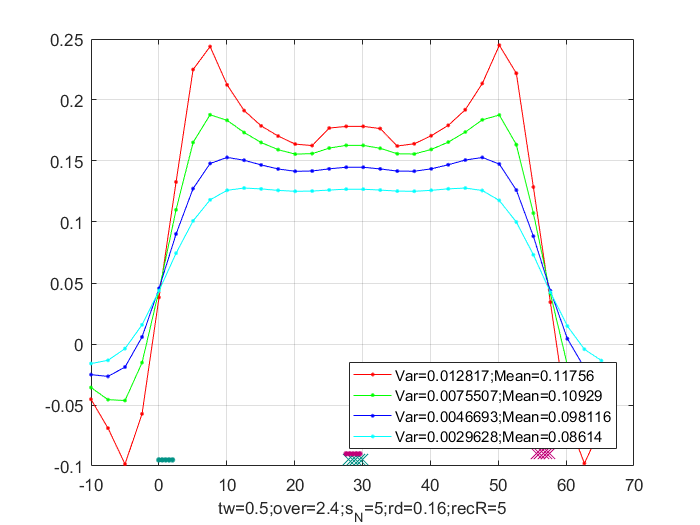 0.25
0.2
0.15
0.1
0.05
0
-0.05
-0.1
Var=0.012817;Mean=0.11756
Var=0.0075507;Mean=0.10929
Var=0.0046693;Mean=0.098116
Var=0.0029628;Mean=0.08614
-10 0 10 20 30 40 50 60 70
tw=0.5;over=2.4;s_N=5;rd=0.16;recR=5